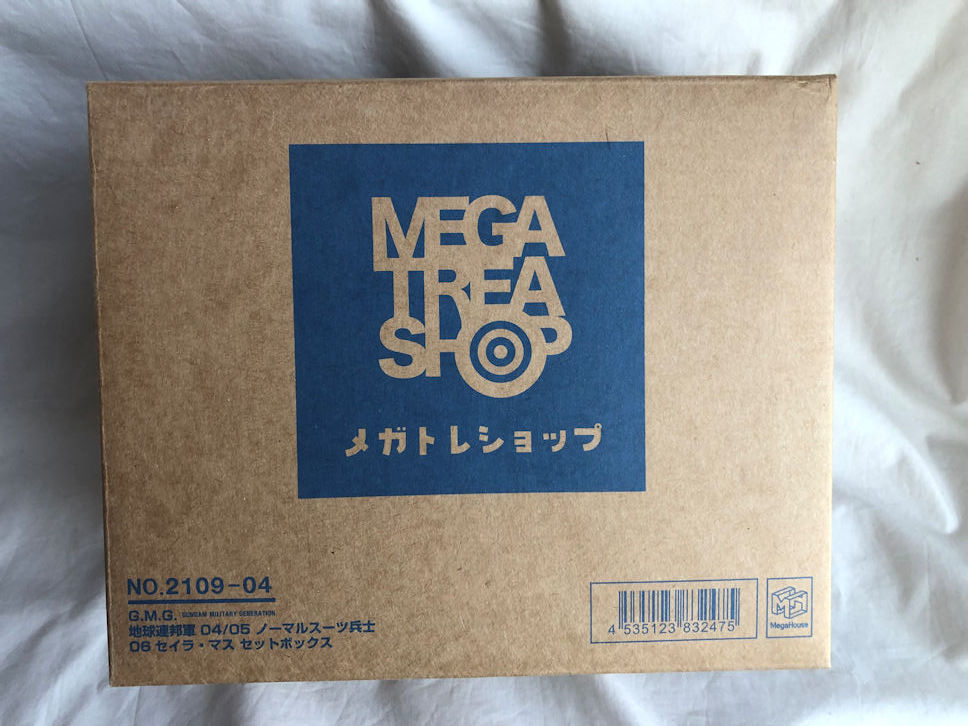 MEGA
TREA
SHOP
メガトレショップ
NO.2109-04
G.M.G. GUNDAM MILITARY GENERATION
地球連邦軍 04/05 ノーマルスーツ兵士
06 セイラ・マス セットボックス
4 535123 832475
MegaHouse